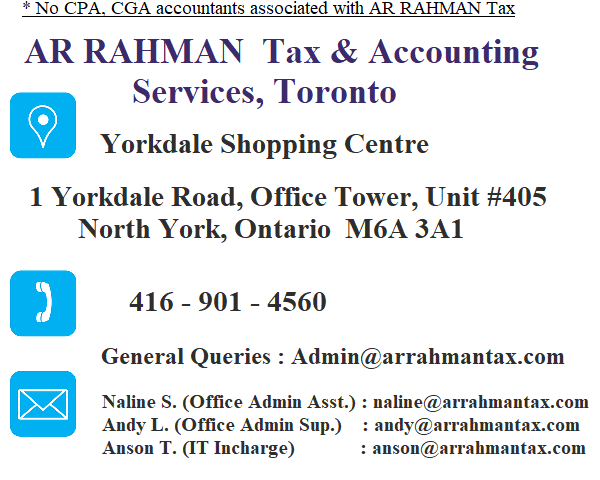 * No CPA, CGA accountants associated with AR RAHMAN Tax
AR RAHMAN Tax & Accounting
Services, Toronto
Yorkdale Shopping Centre
1 Yorkdale Road, Office Tower, Unit #405
North York, Ontario M6A 3A1
416 - 901 - 4560
General Queries : Admin@arrahmantax.com
Naline S. (Office Admin Asst.) : naline@arrahmantax.com
Andy L. (Office Admin Sup.) : andy@arrahmantax.com
Anson T. (IT Incharge) : anson@arrahmantax.com